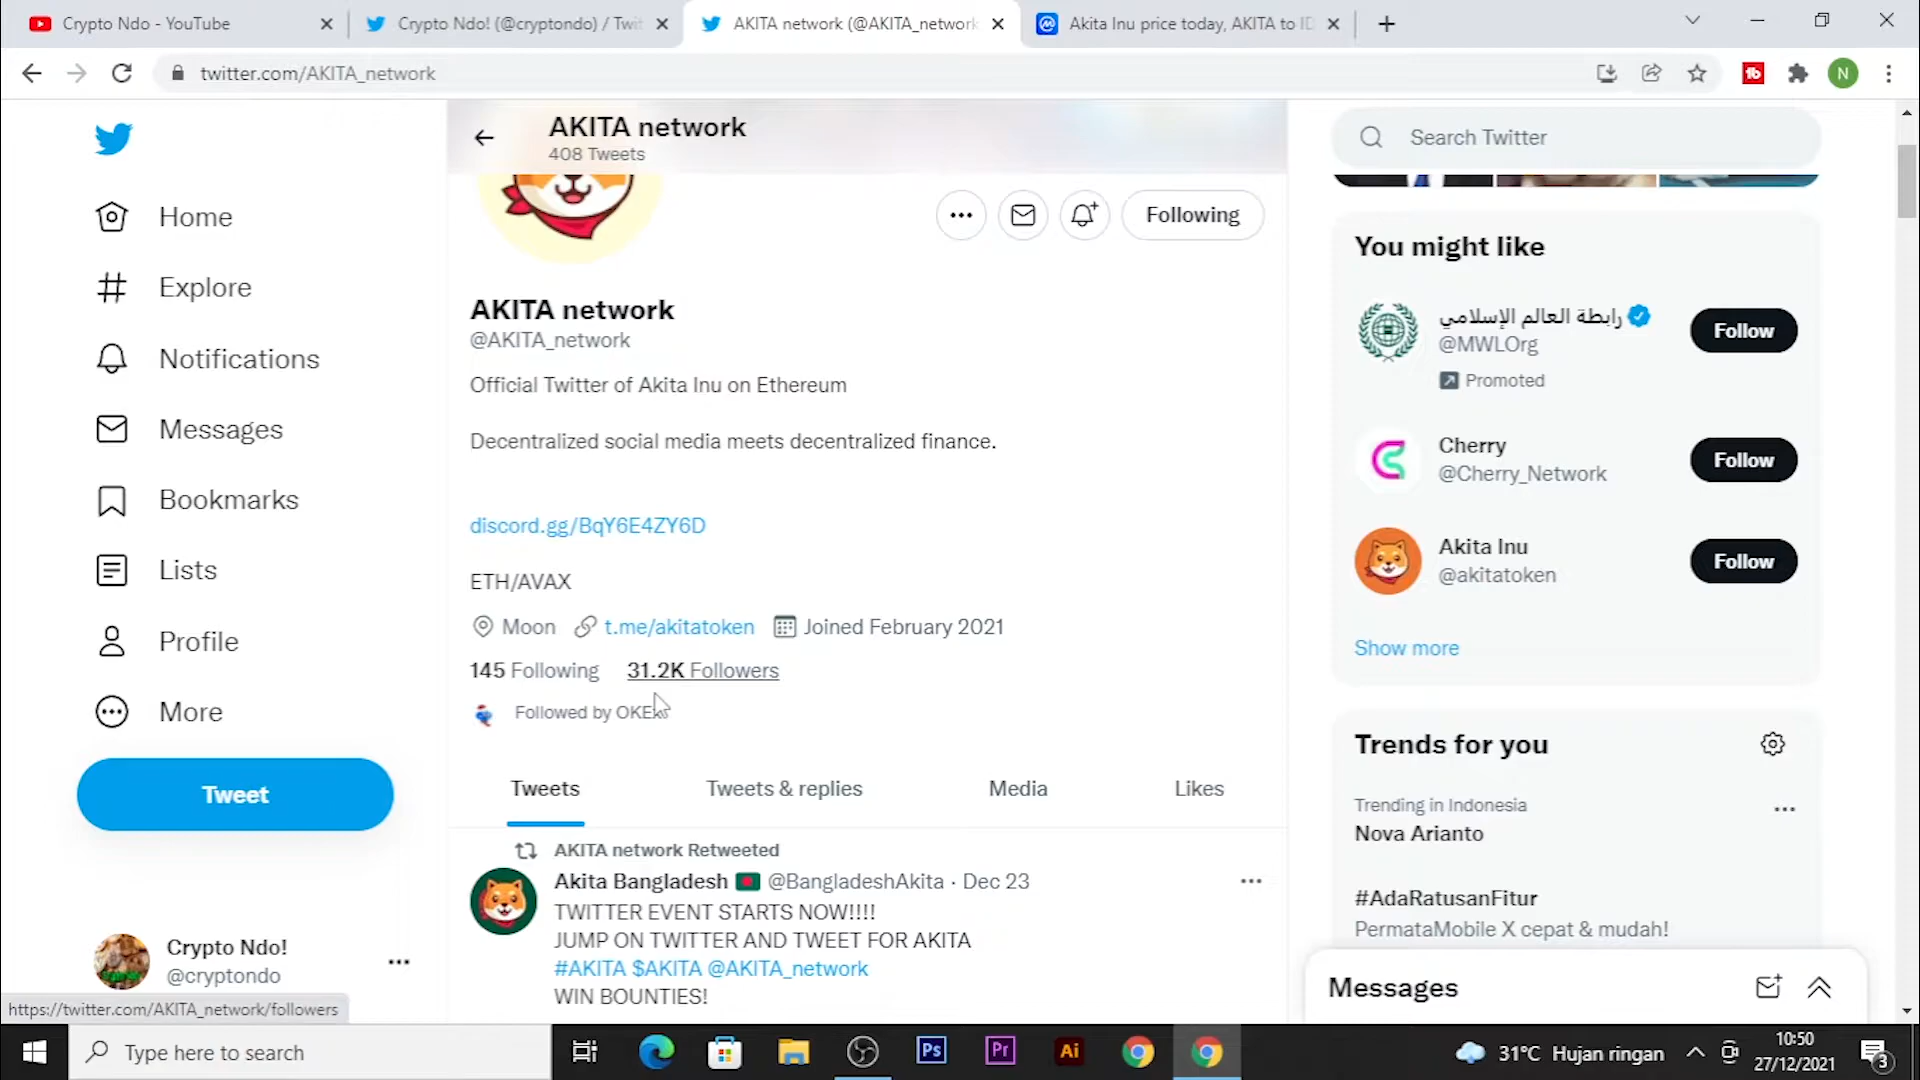 Crypto Ndo - YouTube
Crypto Ndo! (@cryptondo) / Twit
AKITA network (@AKITA_network
Akita Inu price today, AKITA to ID
twitter.com/AKITA_network
N
AKITA network
408 Tweets
Search Twitter
Home
Explore
Notifications
Messages
Bookmarks
Lists
Profile
More
Tweet
Crypto Ndo!
@cryptondo
https://twitter.com/AKITA_network/followers
Following
AKITA network
@AKITA_network
Official Twitter of Akita Inu on Ethereum
Decentralized social media meets decentralized finance.
discord.gg/BqY6E4ZY6D
ETH/AVAX
Moon t.me/akitatoken Joined February 2021
145 Following 31.2K Followers
Followed by OKEx
Tweets Tweets & replies Media Likes
AKITA network Retweeted
Akita Bangladesh 🇧🇩 @BangladeshAkita · Dec 23
TWITTER EVENT STARTS NOW!!!!
JUMP ON TWITTER AND TWEET FOR AKITA
#AKITA $AKITA @AKITA_network
WIN BOUNTIES!
You might like
رابطة العالم الإسلامي
@MWLOrg
Promoted
Follow
Cherry
@Cherry_Network
Follow
Akita Inu
@akitatoken
Follow
Show more
Trends for you
Trending in Indonesia
Nova Arianto
#AdaRatusanFitur
PermataMobile X cepat & mudah!
Messages
Type here to search
Ps
Pr
Ai
31°C Hujan ringan
10:50
27/12/2021
3